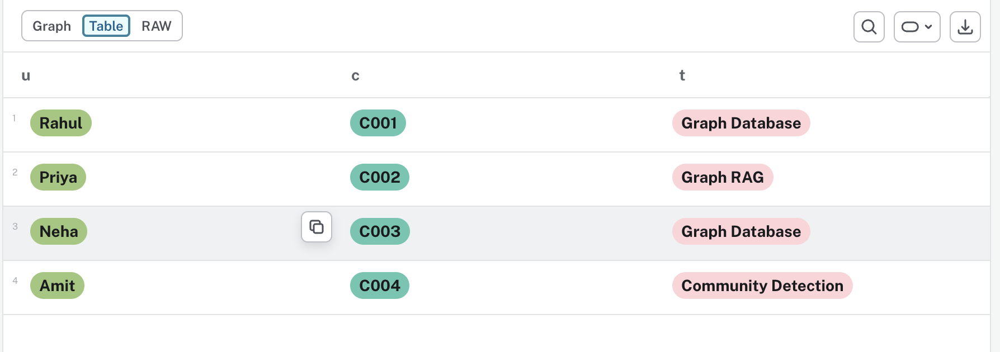 Graph Table RAW
u c t
1 Rahul C001 Graph Database
2 Priya C002 Graph RAG
3 Neha C003 Graph Database
4 Amit C004 Community Detection